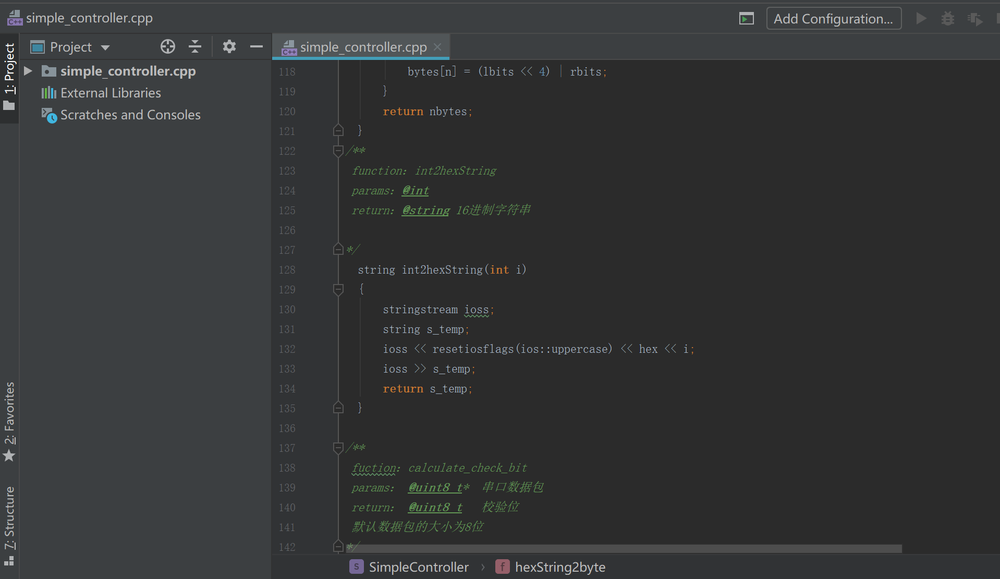 simple_controller.cpp
Add Configuration...
1: Project
2: Favorites
7: Structure
Project
simple_controller.cpp
External Libraries
Scratches and Consoles
simple_controller.cpp
118 bytes[n] = (lbits << 4) | rbits;
119 }
120 return nbytes;
121 }
122 /**
123 function: int2hexString
124 params: @int
125 return: @string 16进制字符串
126
127 */
128 string int2hexString(int i)
129 {
130 stringstream ioss;
131 string s_temp;
132 ioss << resetiosflags(ios::uppercase) << hex << i;
133 ioss >> s_temp;
134 return s_temp;
135 }
136
137 /**
138 fuction: calculate_check_bit
139 params: @uint8_t* 串口数据包
140 return: @uint8_t 校验位
141 默认数据包的大小为8位
142 */
S SimpleController › f hexString2byte